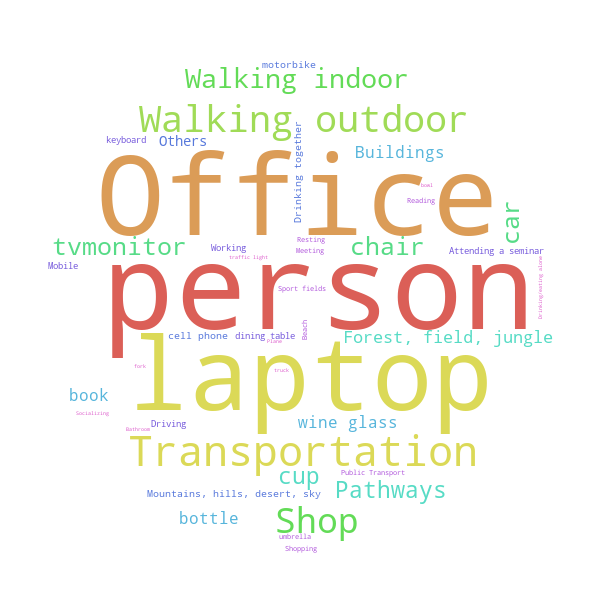 motorbike
Walking indoor
Walking outdoor
keyboard
Others
Drinking together
Buildings
Office
bowl
Reading
car
tvmonitor
Working
Resting
Meeting
chair
Attending a seminar
traffic light
Mobile
person
Sport fields
Drinking/eating alone
cell phone
dining table
Beach
Plane
Forest, field, jungle
laptop
fork
truck
book
Socializing
Driving
wine glass
Bathroom
Transportation
cup
Public Transport
Mountains, hills, desert, sky
Pathways
bottle
Shop
umbrella
Shopping